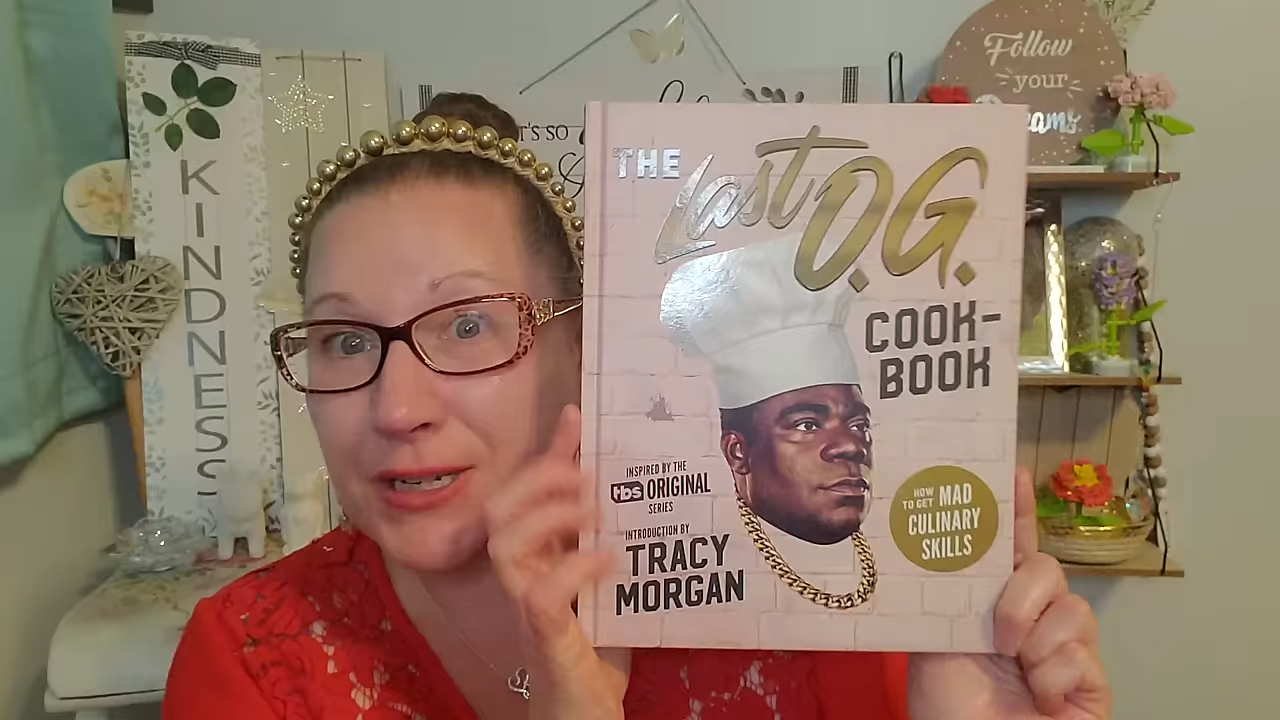 KINDNESS
T'S SO
Follow
your
THE
Last
O.G.
COOK-
BOOK
INSPIRED BY THE
tbs ORIGINAL
SERIES
INTRODUCTION BY
TRACY
MORGAN
HOW
TO GET MAD
CULINARY
SKILLS